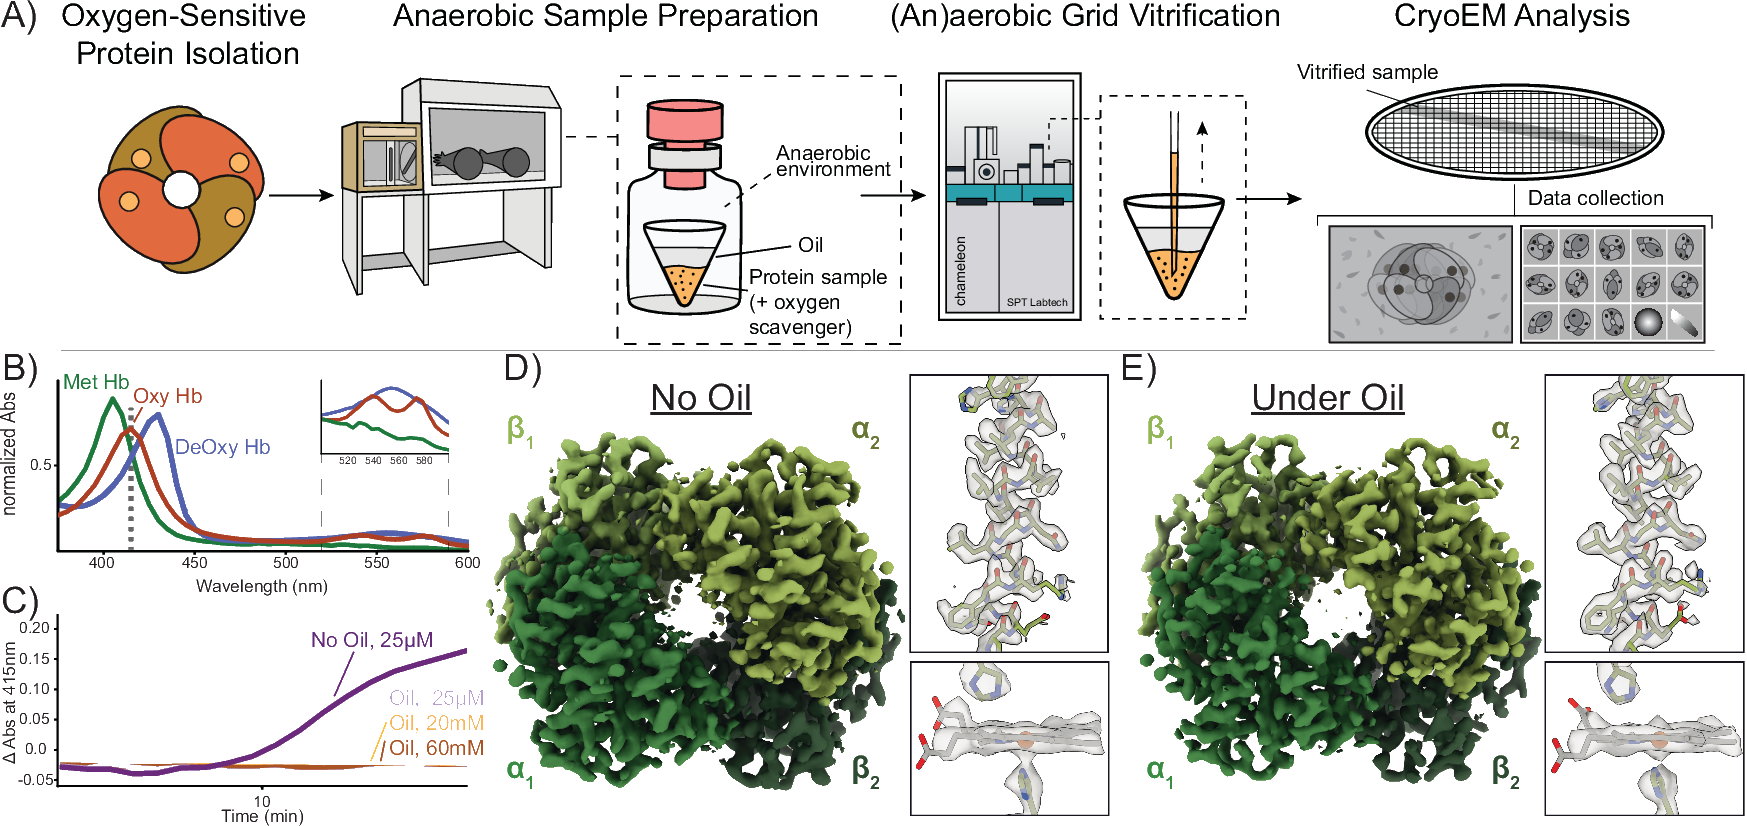 A)
Oxygen-Sensitive
Protein Isolation
Anaerobic Sample Preparation
(An)aerobic Grid Vitrification
CryoEM Analysis
Anaerobic
environment
Oil
Protein sample
(+ oxygen
scavenger)
chameleon
SPT Labtech
Vitrified sample
Data collection
B)
Met Hb
Oxy Hb
DeOxy Hb
normalized Abs
0.5
400
450
500
550
600
Wavelength (nm)
520
540
560
580
C)
Δ Abs at 415nm
0.20
0.15
0.10
0.05
0.0
-0.05
No Oil, 25µM
Oil, 25µM
Oil, 20mM
Oil, 60mM
10
Time (min)
D)
No Oil
β1
α2
α1
β2
E)
Under Oil
β1
α2
α1
β2